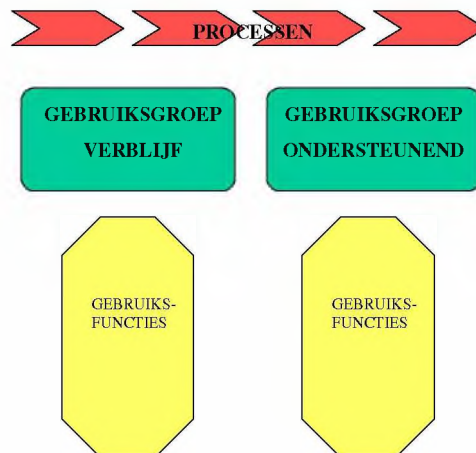 PROCESSEN
GEBRUIKSGROEP
VERBLIJF
GEBRUIKSGROEP
ONDERSTEUNEND
GEBRUIKS-
FUNCTIES
GEBRUIKS-
FUNCTIES